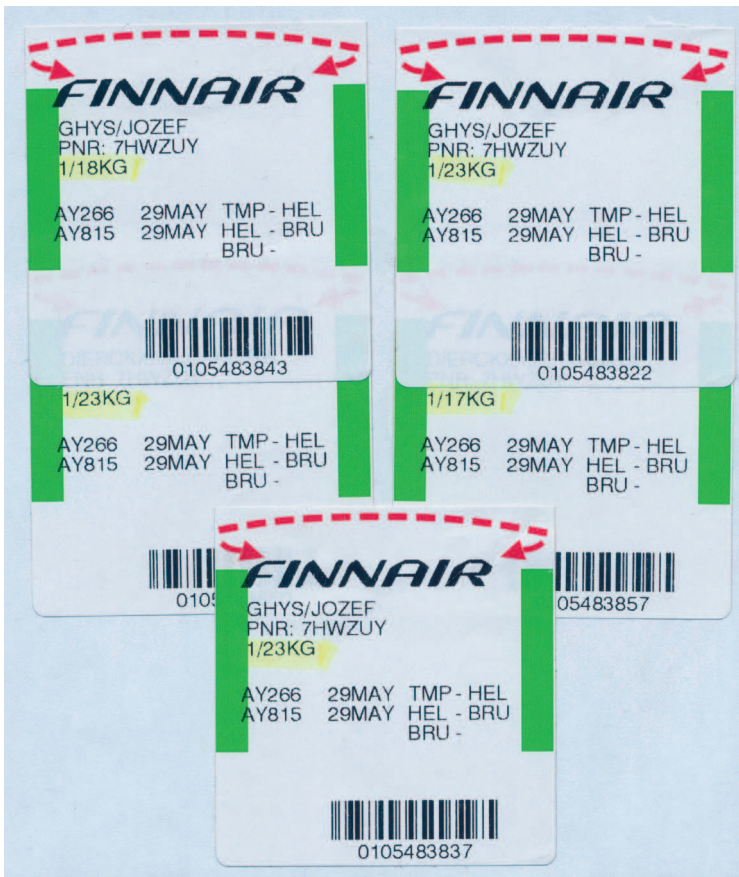 FINNAIR
GHYS/JOZEF
PNR: 7HWZUY
1/18KG
AY266 29MAY TMP - HEL
AY815 29MAY HEL - BRU
BRU -
0105483843
FINNAIR
GHYS/JOZEF
PNR: 7HWZUY
1/23KG
AY266 29MAY TMP - HEL
AY815 29MAY HEL - BRU
BRU -
0105483822
1/23KG
AY266 29MAY TMP - HEL
AY815 29MAY HEL - BRU
BRU -
010
1/17KG
AY266 29MAY TMP - HEL
AY815 29MAY HEL - BRU
BRU -
05483857
FINNAIR
GHYS/JOZEF
PNR: 7HWZUY
1/23KG
AY266 29MAY TMP - HEL
AY815 29MAY HEL - BRU
BRU -
0105483837